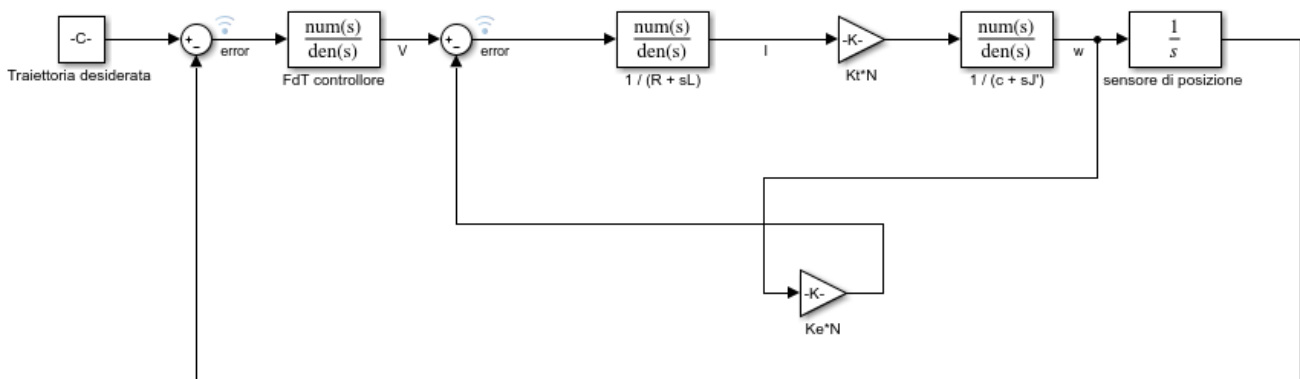 -C-
Traiettoria desiderata
+
−
error
num(s)
den(s)
FdT controllore
V
+
−
error
num(s)
den(s)
1 / (R + sL)
I
-K-
Kt*N
num(s)
den(s)
1 / (c + sJ')
w
1
s
sensore di posizione
-K-
Ke*N